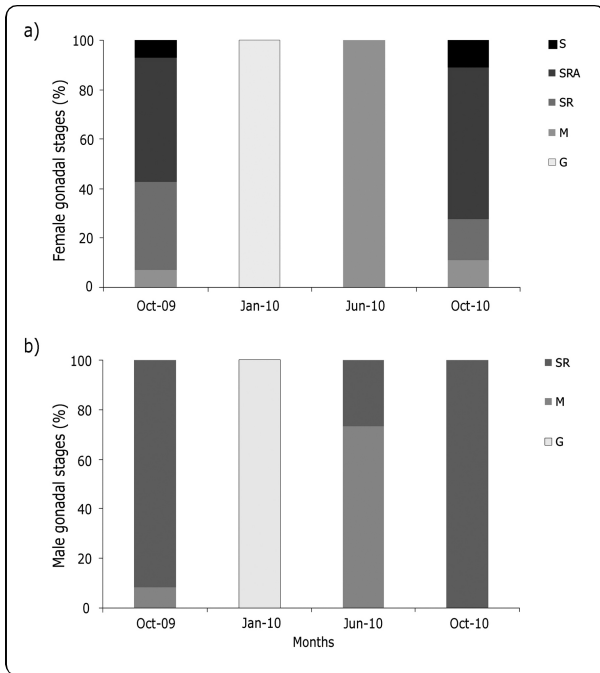 a)
Female gonadal stages (%)
100
80
60
40
20
0
Oct-09 Jan-10 Jun-10 Oct-10
S
SRA
SR
M
G
b)
Male gonadal stages (%)
100
80
60
40
20
0
Oct-09 Jan-10 Jun-10 Oct-10
Months
SR
M
G